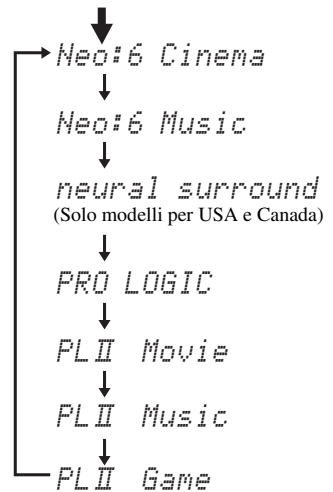 Neo:6 Cinema
Neo:6 Music
neural surround
(Solo modelli per USA e Canada)
PRO LOGIC
PLⅡ Movie
PLⅡ Music
PLⅡ Game